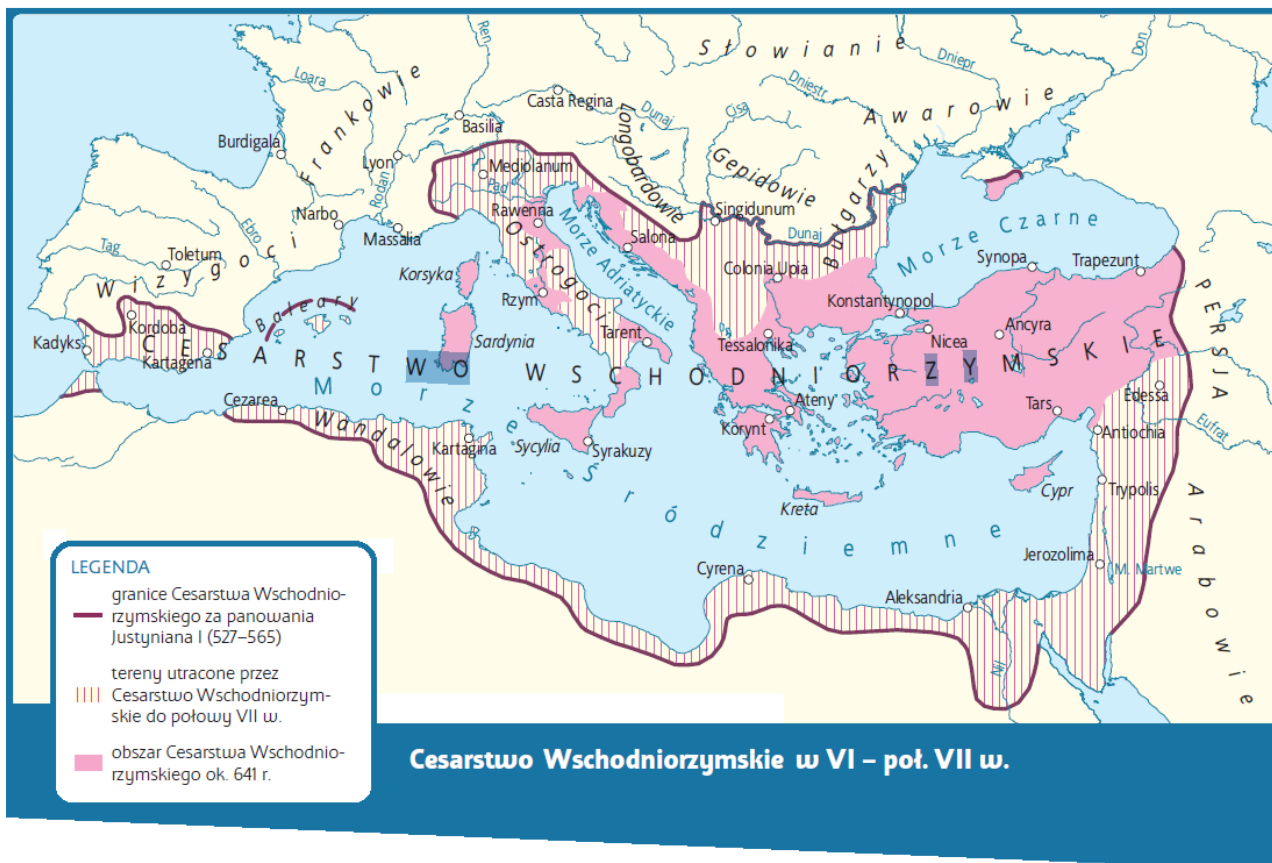 Słowianie
Ren
Don
Dniepr
Loara
Dniestr
Frankowie
Casta Regina
Dunaj
Cisa
Awarowie
Longobardowie
Basilia
Burdigala
Lyon
Gepidowie
Mediolanum
Bułgarzy
Rodan
Pad
Narbo
Rawenna
Singidunum
Massalia
Ebro
Morze Adriatyckie
Salona
Dunaj
Morze Czarne
Tag
Toletum
Ostrogoci
Wizygoci
Korsyka
Colonia Ulpia
Synopa
Trapezunt
Baleary
Rzym
Konstantynopol
PERSJA
Kordoba
Tarent
Nicea
Ancyra
Kadyks
Sardynia
Tessalonika
Kartagena
CESARSTWO WSCHODNIORZYMSKIE
Morze Śródziemne
Cezarea
Ateny
Tars
Edessa
Wandalowie
Korynt
Eufrat
Kartagina
Sycylia
Syrakuzy
Antiochia
Kreta
Cypr
Trypolis
Arabowie
Jerozolima
M. Martwe
Cyrena
Aleksandria
Nil
LEGENDA
granice Cesarstwa Wschodnio-
rzymskiego za panowania
Justyniana I (527–565)
tereny utracone przez
Cesarstwo Wschodniorzym-
skie do połowy VII w.
obszar Cesarstwa Wschodnio-
rzymskiego ok. 641 r.
Cesarstwo Wschodniorzymskie w VI – poł. VII w.